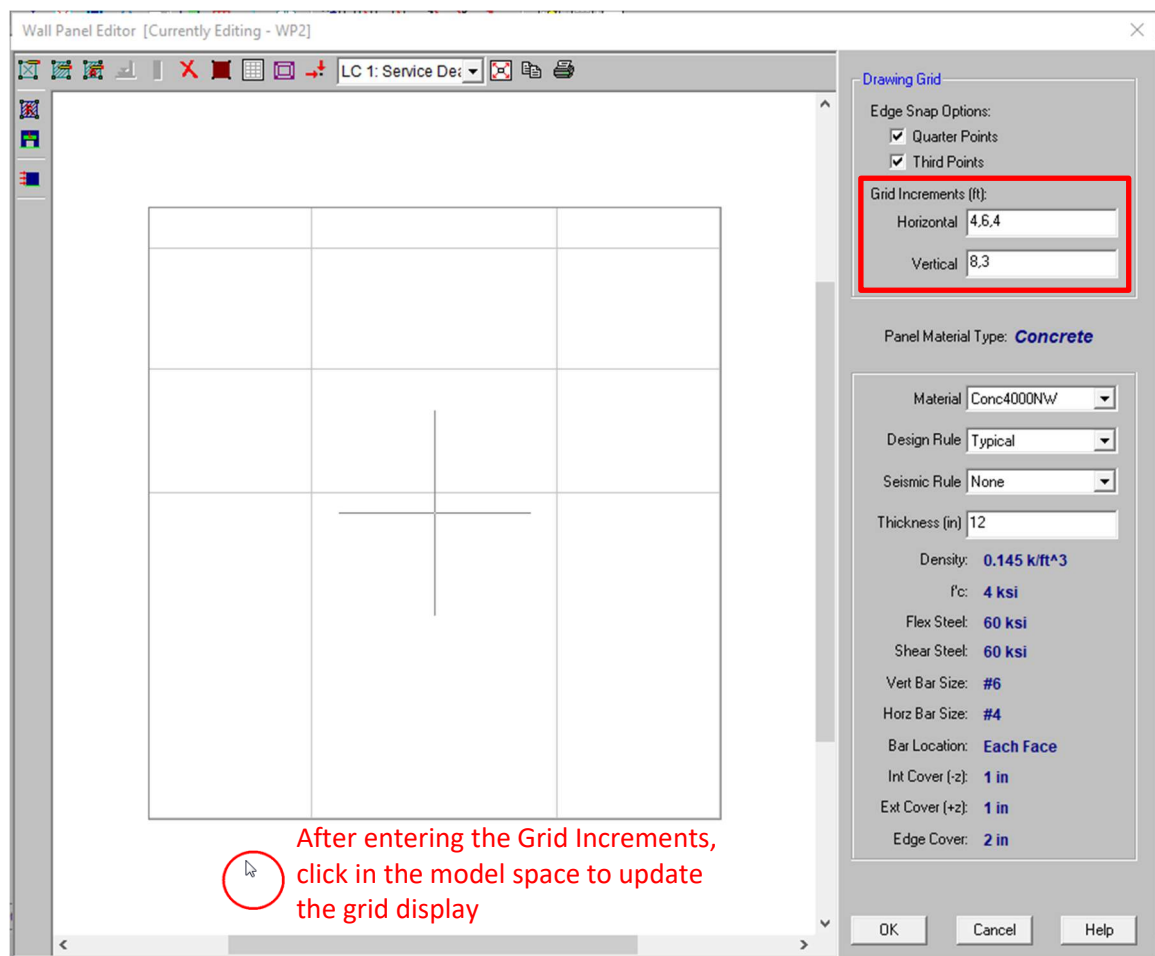 Wall Panel Editor [Currently Editing - WP2]
LC 1: Service Dea
Drawing Grid
Edge Snap Options:
Quarter Points
Third Points
Grid Increments (ft):
Horizontal 4,6,4
Vertical 8,3
Panel Material Type: Concrete
Material Conc4000NW
Design Rule Typical
Seismic Rule None
Thickness (in) 12
Density: 0.145 k/ft^3
f'c: 4 ksi
Flex Steel: 60 ksi
Shear Steel: 60 ksi
Vert Bar Size: #6
Horz Bar Size: #4
Bar Location: Each Face
Int Cover (-z): 1 in
Ext Cover (+z): 1 in
Edge Cover: 2 in
After entering the Grid Increments,
click in the model space to update
the grid display
OK Cancel Help